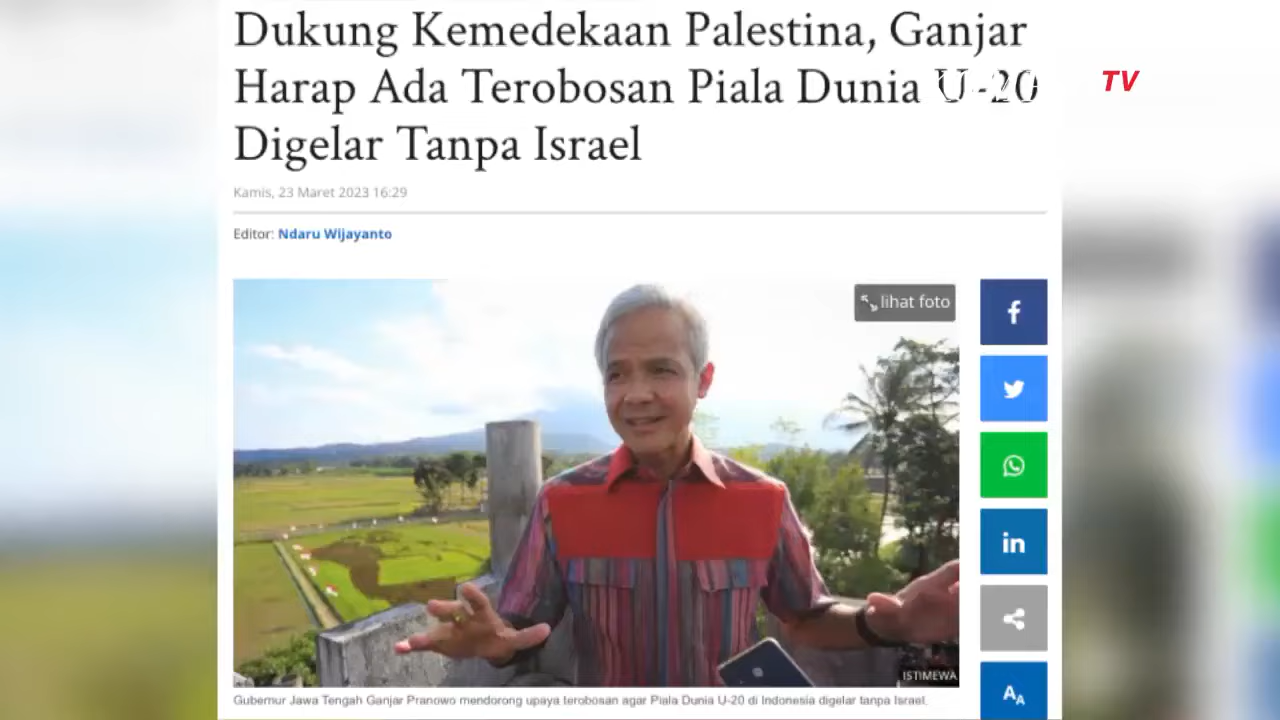 Dukung Kemedekaan Palestina, Ganjar
Harap Ada Terobosan Piala Dunia U-20
TV
Digelar Tanpa Israel
Kamis, 23 Maret 2023 16:29
Editor: Ndaru Wijayanto
lihat foto
f
in
ISTIMEWA
AA
Gubernur Jawa Tengah Ganjar Pranowo mendorong upaya terobosan agar Piala Dunia U-20 di Indonesia digelar tanpa Israel.